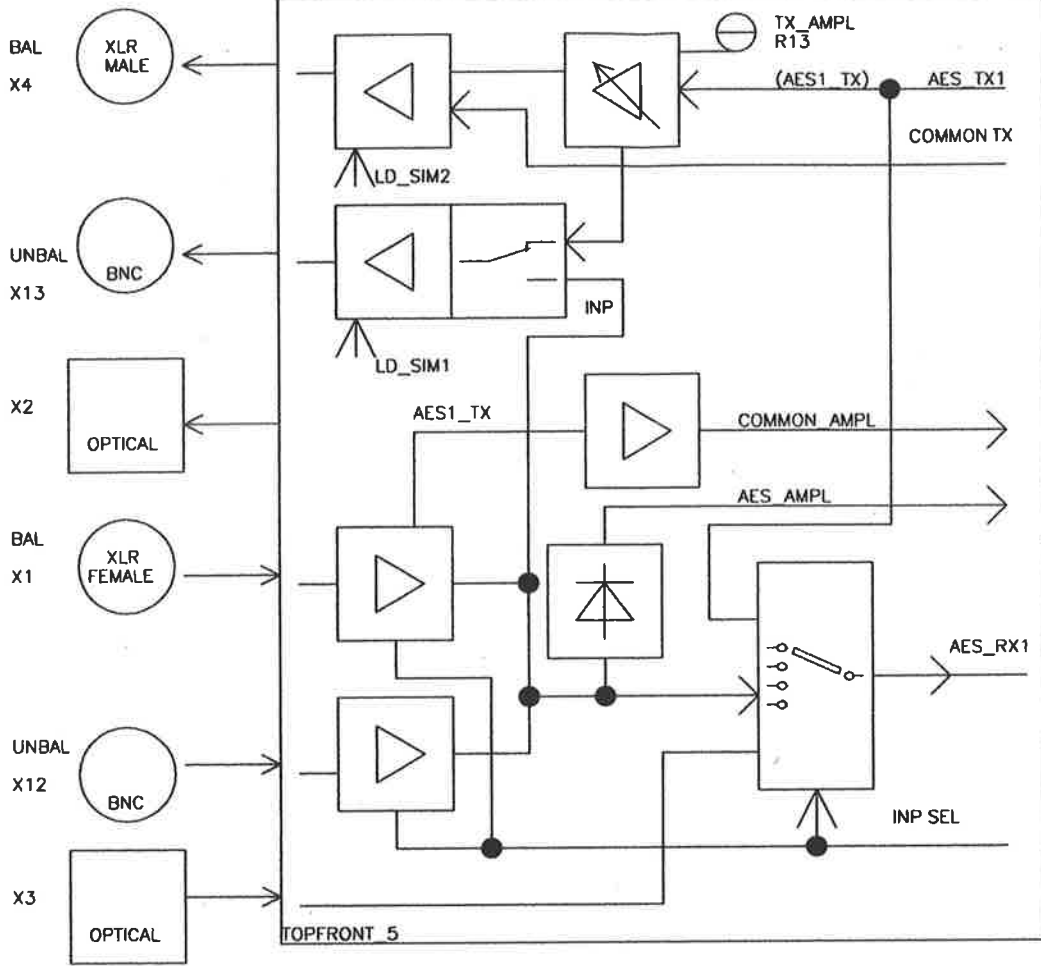 BAL
X4
XLR
MALE
TX_AMPL
R13
(AES1_TX)
AES_TX1
COMMON TX
LD_SIM2
UNBAL
X13
BNC
INP
LD_SIM1
X2
OPTICAL
AES1_TX
COMMON_AMPL
AES_AMPL
BAL
X1
XLR
FEMALE
AES_RX1
UNBAL
X12
BNC
INP SEL
X3
OPTICAL
TOPFRONT_5